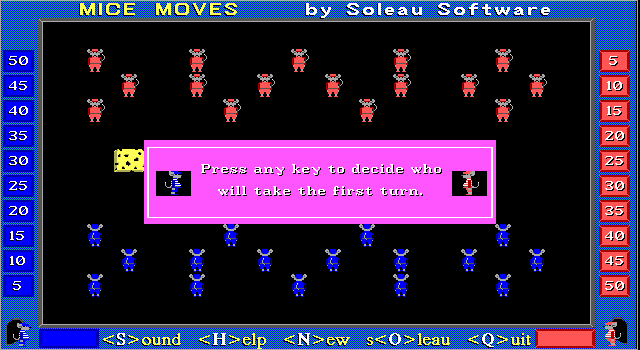 MICE MOVES by Soleau Software
50 5
45 10
40 15
35 20
30 25
25 30
20 35
15 40
10 45
5 50
Press any key to decide who
will take the first turn.
<S>ound <H>elp <N>ew s<O>leau <Q>uit